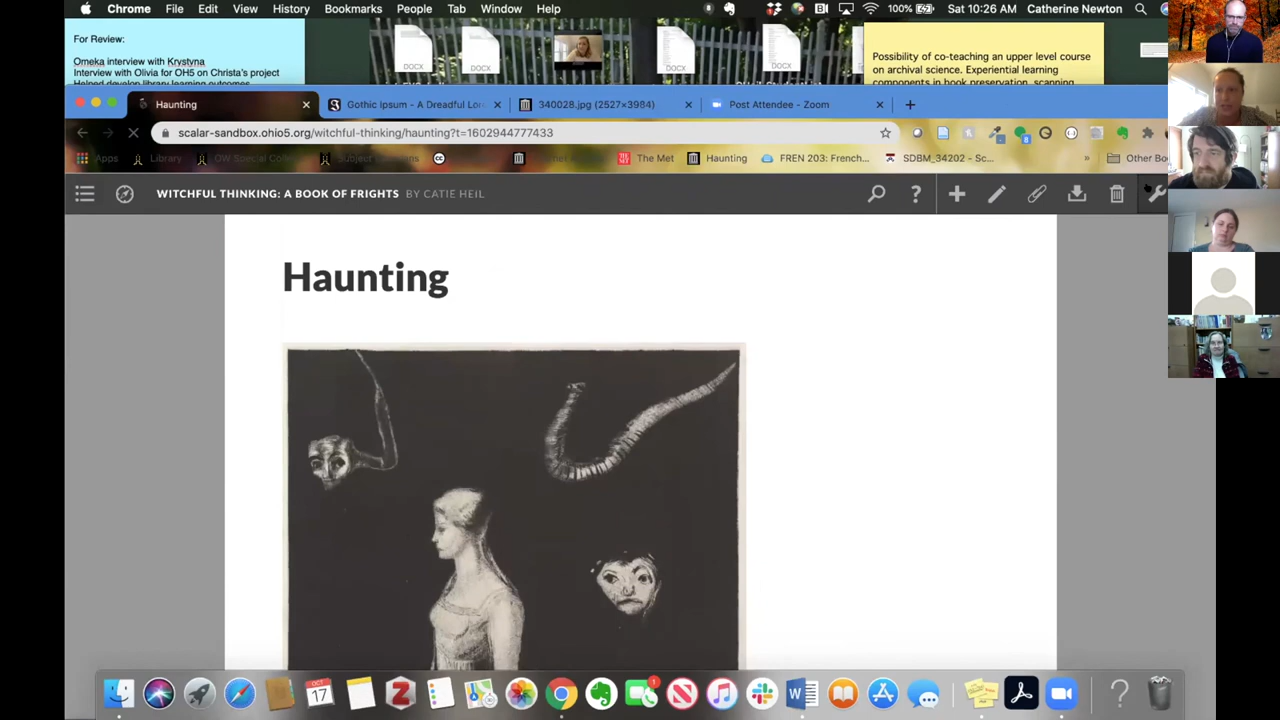 Chrome File Edit View History Bookmarks People Tab Window Help 100% Sat 10:26 AM Catherine Newton
For Review:
Omeka interview with Krystyna
Interview with Olivia for OH5 on Christa's project
Helped develop library learning outcomes
DOCX DOCX DOCX DOCX
Possibility of co-teaching an upper level course
on archival science. Experiential learning
components in book preservation, scanning
Haunting Gothic Ipsum - A Dreadful Lor 340028.jpg (2527×3984) Post Attendee - Zoom
scalar-sandbox.ohio5.org/witchful-thinking/haunting?t=1602944777433
Apps Library OW Special Colle Subject The Met Haunting FREN 203: French... SDBM_34202 - Sc... » Other Bo
WITCHFUL THINKING: A BOOK OF FRIGHTS BY CATIE HEIL
Haunting
OCT
17